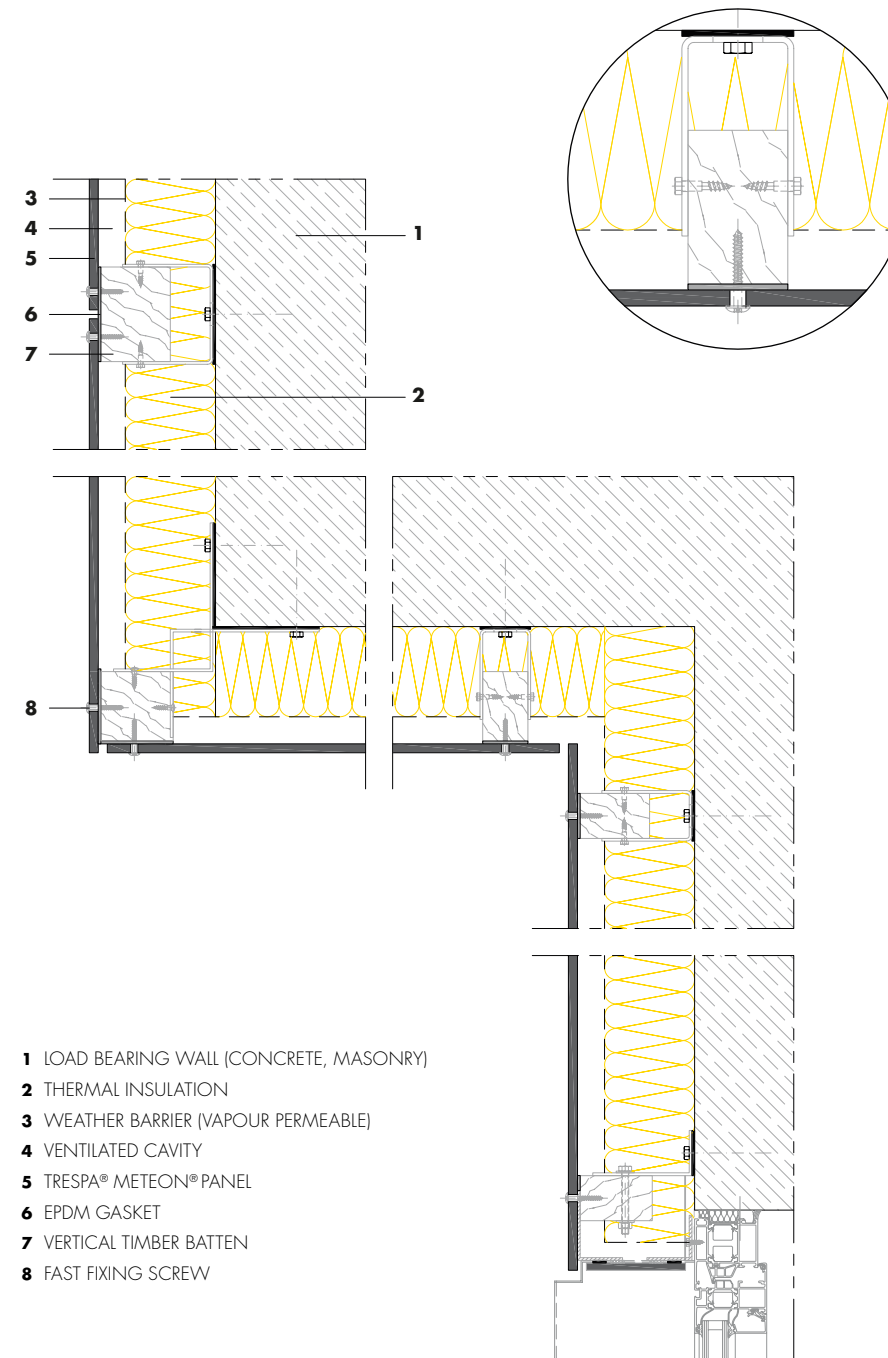 3
4
5
6
7
1
2
8
1 LOAD BEARING WALL (CONCRETE, MASONRY)
2 THERMAL INSULATION
3 WEATHER BARRIER (VAPOUR PERMEABLE)
4 VENTILATED CAVITY
5 TRESPA® METEON® PANEL
6 EPDM GASKET
7 VERTICAL TIMBER BATTEN
8 FAST FIXING SCREW